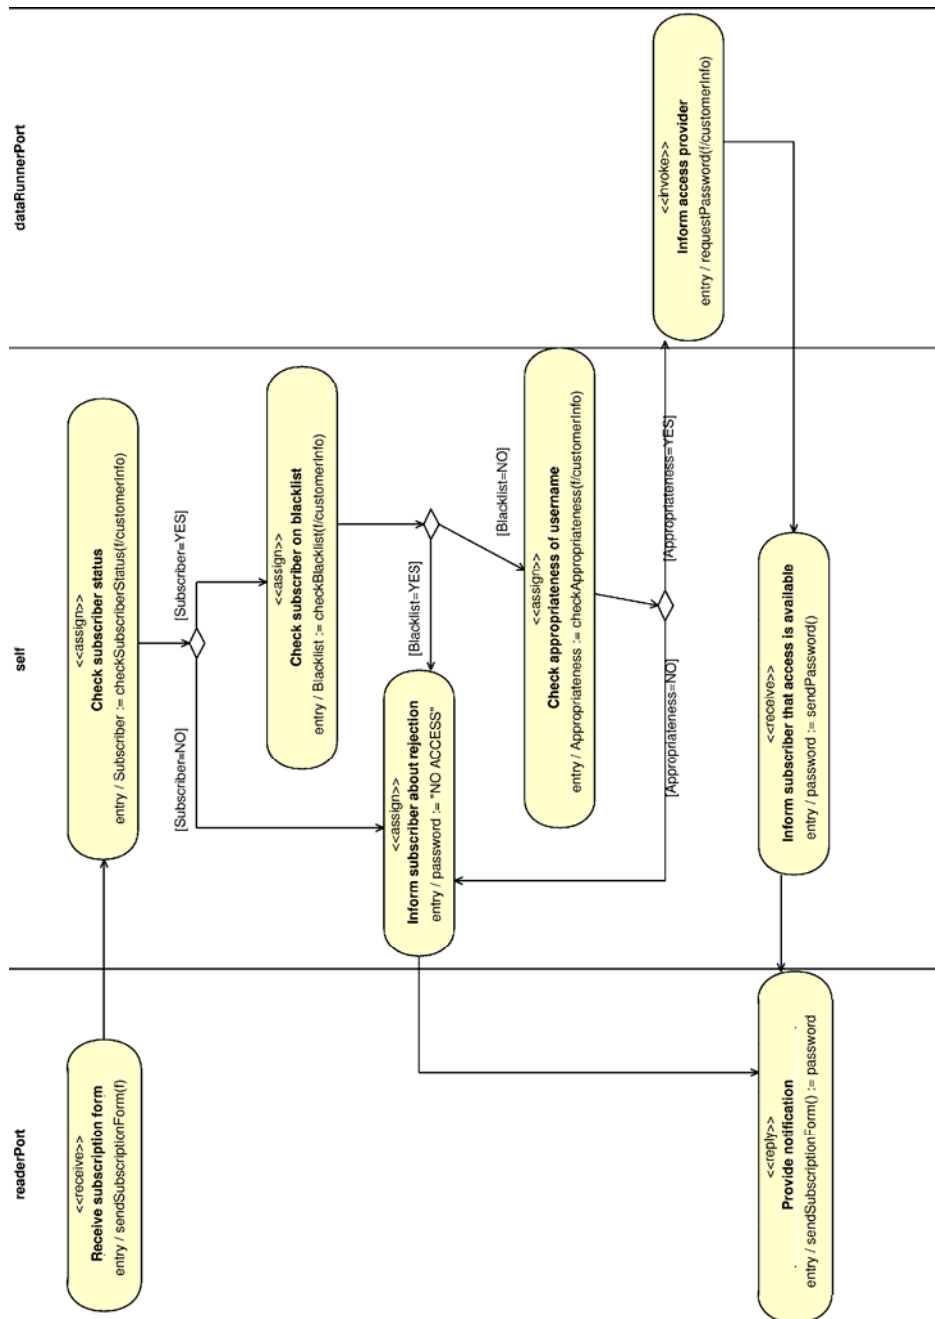 readerPort
self
dataRunnerPort
<<receive>>
Receive subscription form
entry / sendSubscriptionForm(f)
<<assign>>
Check subscriber status
entry / Subscriber := checkSubscriberStatus(f/customerInfo)
[Subscriber=NO]
[Subscriber=YES]
<<assign>>
Check subscriber on blacklist
entry / Blacklist := checkBlacklist(f/customerInfo)
<<assign>>
Inform subscriber about rejection
entry / password := "NO ACCESS"
[Blacklist=YES]
[Blacklist=NO]
<<assign>>
Check appropriateness of username
entry / Appropriateness := checkAppropriateness(f/customerInfo)
[Appropriateness=NO]
[Appropriateness=YES]
<<invoke>>
Inform access provider
entry / requestPassword(f/customerInfo)
<<receive>>
Inform subscriber that access is available
entry / password := sendPassword()
<<reply>>
Provide notification
entry / sendSubscriptionForm() := password